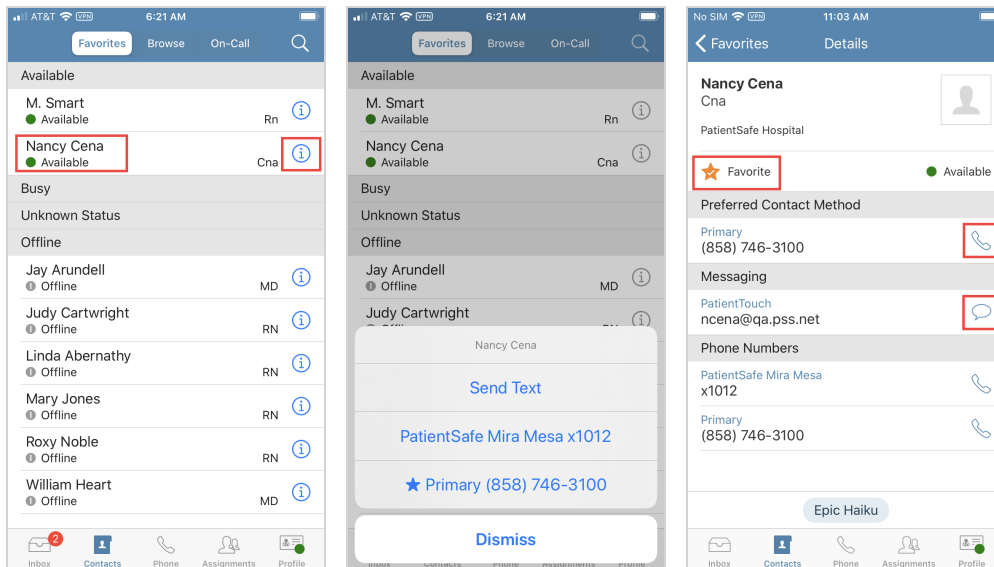 AT&T VPN 6:21 AM
Favorites Browse On-Call
Available
M. Smart
Available Rn
Nancy Cena
Available Cna
Busy
Unknown Status
Offline
Jay Arundell
Offline MD
Judy Cartwright
Offline RN
Linda Abernathy
Offline RN
Mary Jones
Offline RN
Roxy Noble
Offline RN
William Heart
Offline MD
2
Inbox Contacts Phone Assignments Profile
AT&T VPN 6:21 AM
Favorites Browse On-Call
Available
M. Smart
Available Rn
Nancy Cena
Available Cna
Busy
Unknown Status
Offline
Jay Arundell
Offline MD
Judy Cartwright
Nancy Cena
Send Text
PatientSafe Mira Mesa x1012
Primary (858) 746-3100
Dismiss
No SIM VPN 11:03 AM
Favorites Details
Nancy Cena
Cna
PatientSafe Hospital
Favorite Available
Preferred Contact Method
Primary
(858) 746-3100
Messaging
PatientTouch
ncena@qa.pss.net
Phone Numbers
PatientSafe Mira Mesa
x1012
Primary
(858) 746-3100
Epic Haiku
Inbox Contacts Phone Assignments Profile